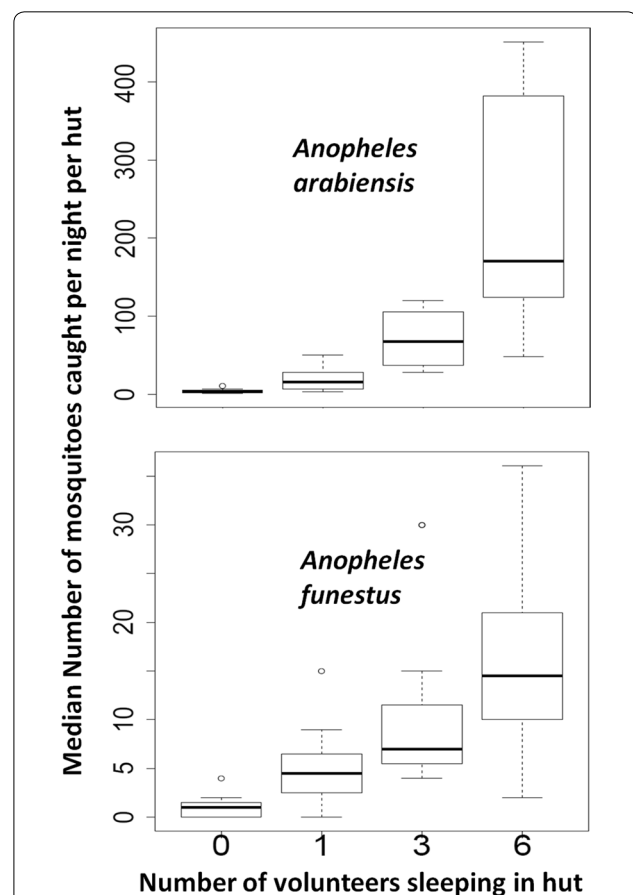 Median Number of mosquitoes caught per night per hut
400
300
200
100
0
Anopheles
arabiensis
30
20
10
5
0
Anopheles
funestus
0 1 3 6
Number of volunteers sleeping in hut